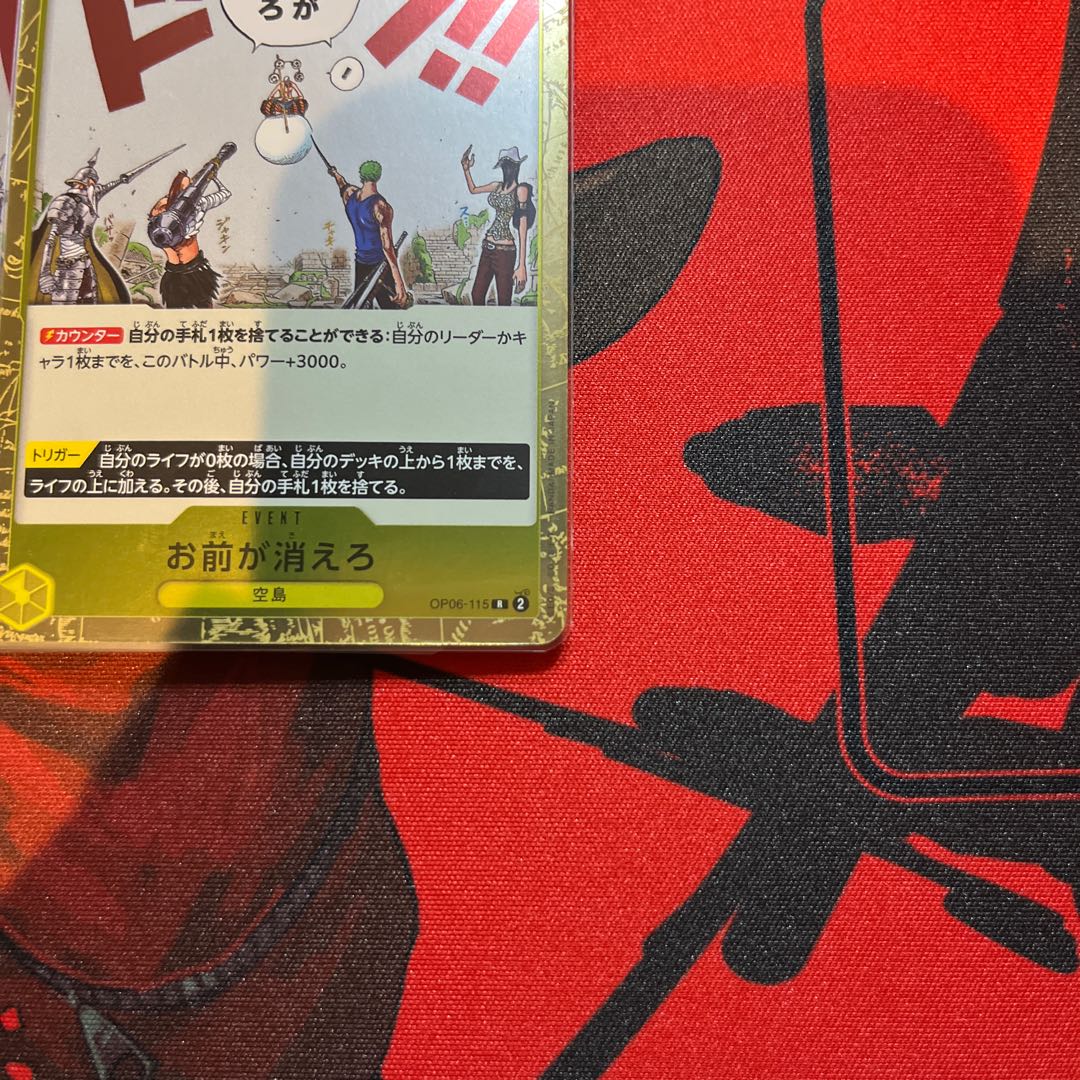 ド
!!
ろが
!
ジャキン
カウンター 自分の手札1枚を捨てることができる:自分のリーダーかキ
ャラ1枚までを、このバトル中、パワー+3000。
トリガー 自分のライフが0枚の場合、自分のデッキの上から1枚までを、
ライフの上に加える。その後、自分の手札1枚を捨てる。
EVENT
お前が消えろ
空島
OP06-115 R 2